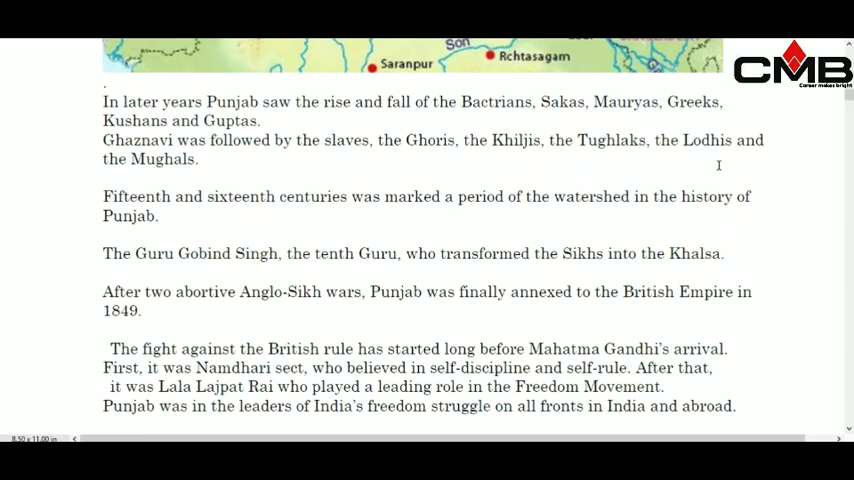 Son
Saranpur
Rchtasagam
CMB
Career makes bright
.
In later years Punjab saw the rise and fall of the Bactrians, Sakas, Mauryas, Greeks,
Kushans and Guptas.
Ghaznavi was followed by the slaves, the Ghoris, the Khiljis, the Tughlaks, the Lodhis and
the Mughals.
Fifteenth and sixteenth centuries was marked a period of the watershed in the history of
Punjab.
The Guru Gobind Singh, the tenth Guru, who transformed the Sikhs into the Khalsa.
After two abortive Anglo-Sikh wars, Punjab was finally annexed to the British Empire in
1849.
The fight against the British rule has started long before Mahatma Gandhi's arrival.
First, it was Namdhari sect, who believed in self-discipline and self-rule. After that,
it was Lala Lajpat Rai who played a leading role in the Freedom Movement.
Punjab was in the leaders of India's freedom struggle on all fronts in India and abroad.
8.50 x 11.00 in